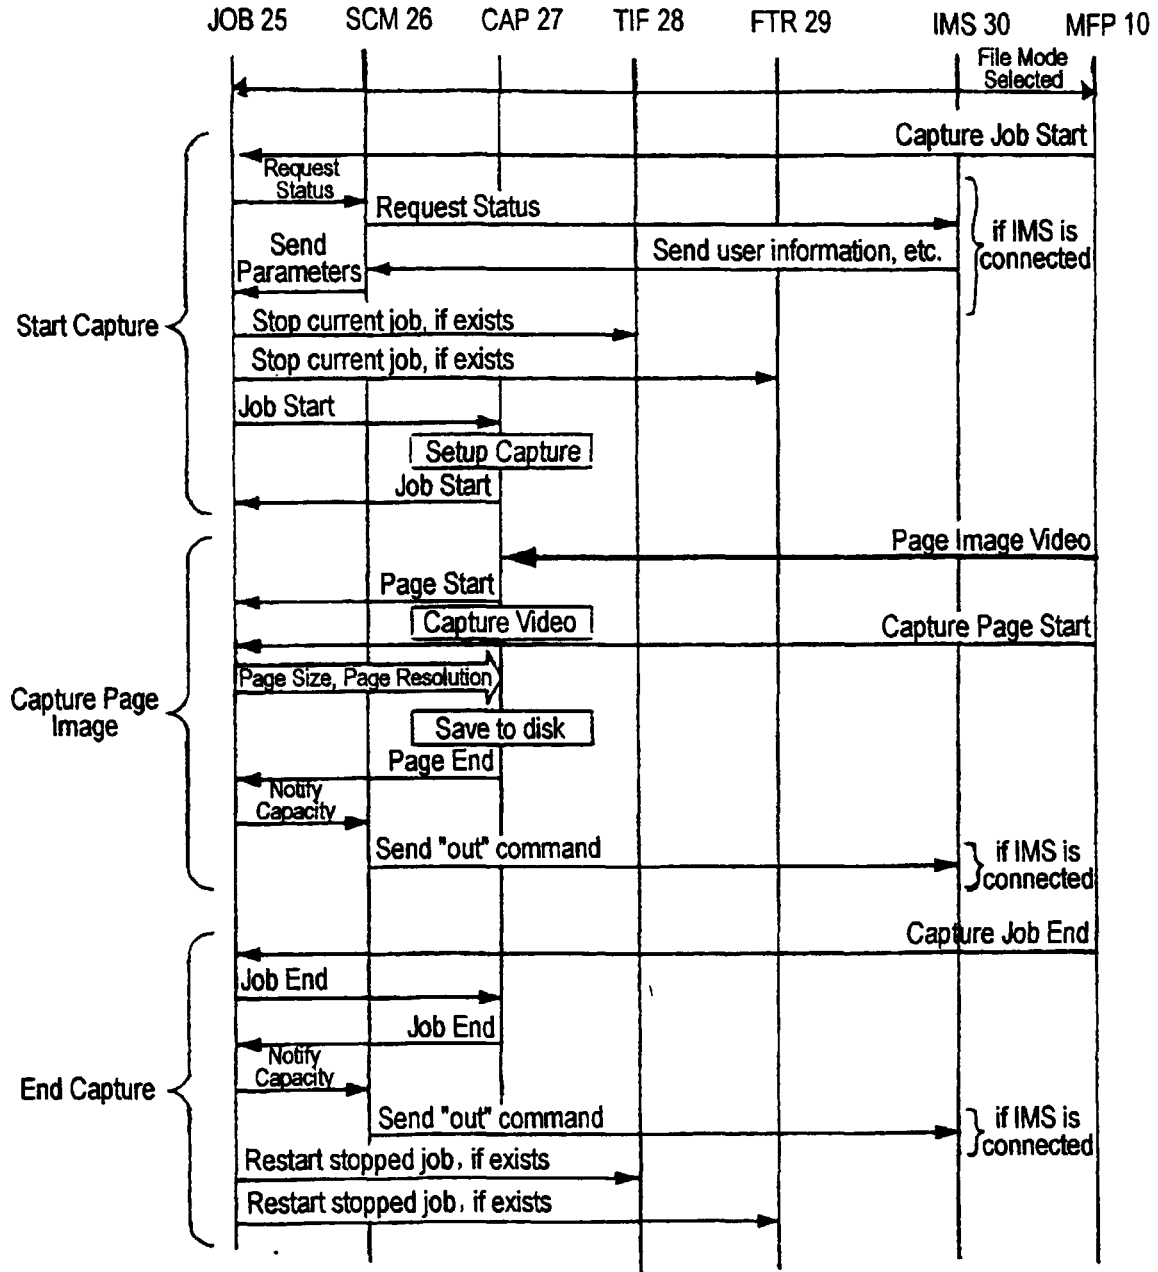 JOB 25 SCM 26 CAP 27 TIF 28 FTR 29 IMS 30 MFP 10
File Mode
Selected
Capture Job Start
Request
Status
Request Status
if IMS is
connected
Send
Parameters
Send user information, etc.
Start Capture
Stop current job, if exists
Stop current job, if exists
Job Start
Setup Capture
Job Start
Page Image Video
Page Start
Capture Video
Capture Page Start
Page Size, Page Resolution
Capture Page
Image
Save to disk
Page End
Notify
Capacity
Send "out" command
if IMS is
connected
Capture Job End
Job End
Job End
Notify
Capacity
End Capture
Send "out" command
if IMS is
connected
Restart stopped job, if exists
Restart stopped job, if exists